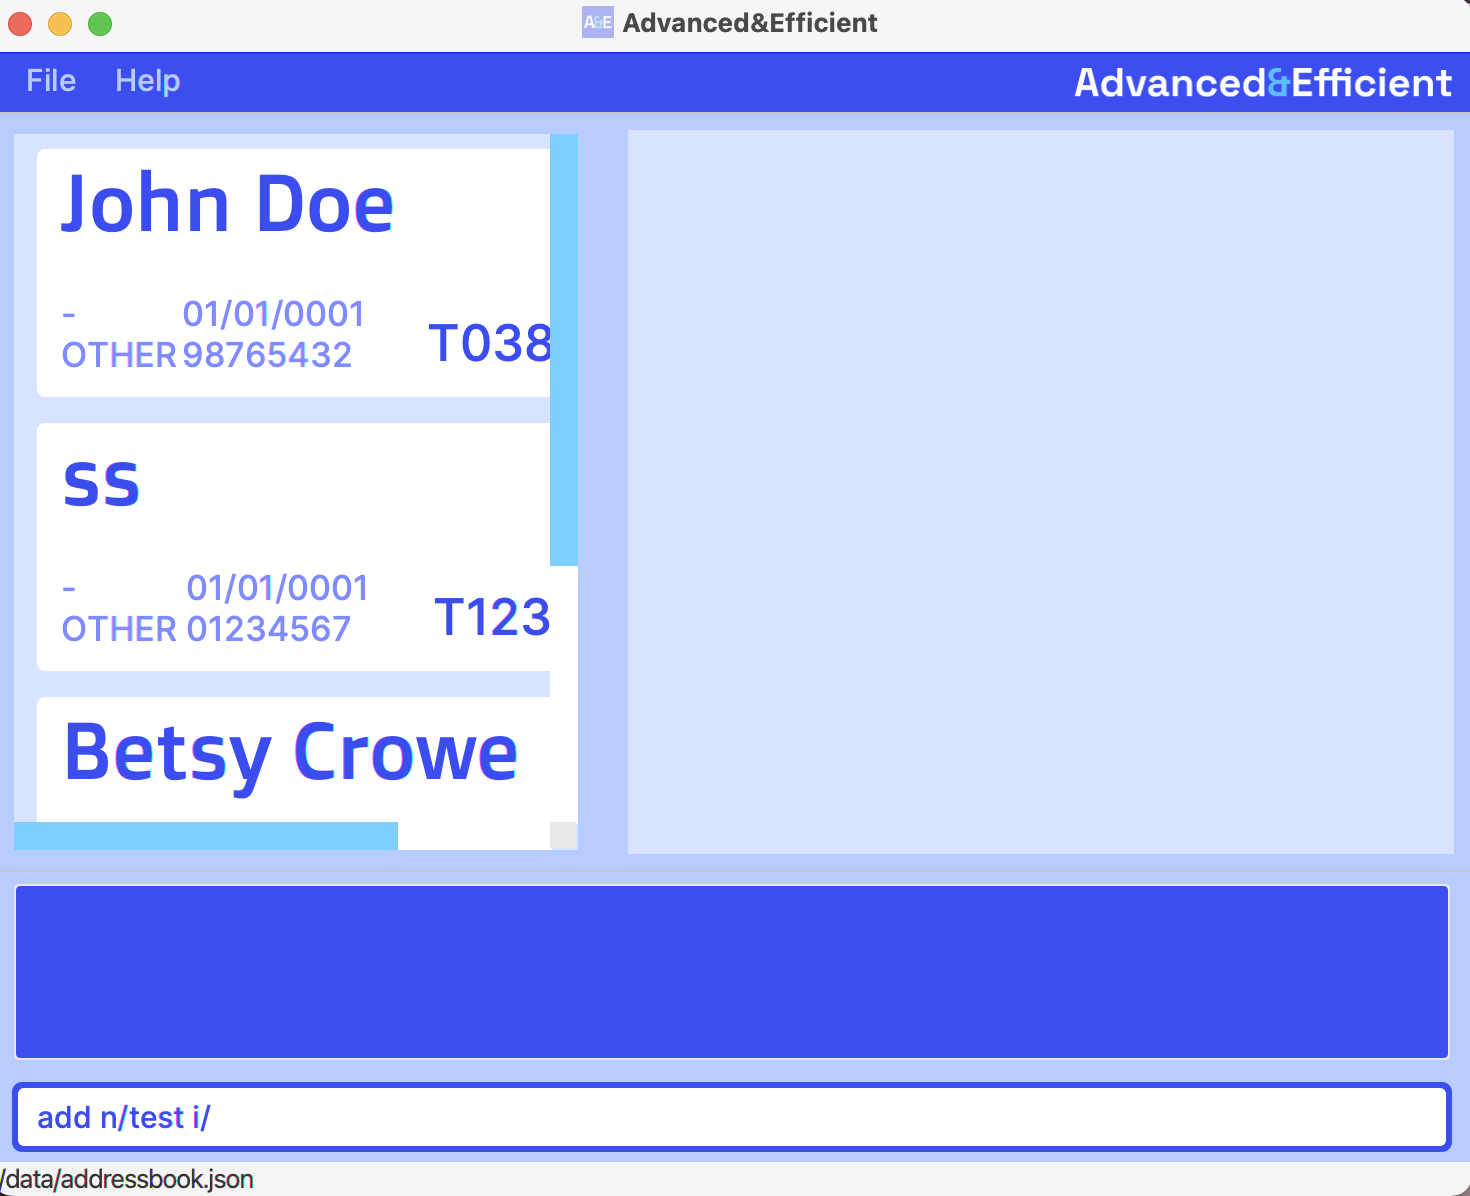 A&E Advanced&Efficient
File Help Advanced&Efficient
John Doe
- 01/01/0001
OTHER 98765432 T038
ss
- 01/01/0001
OTHER 01234567 T123
Betsy Crowe
add n/test i/
/data/addressbook.json